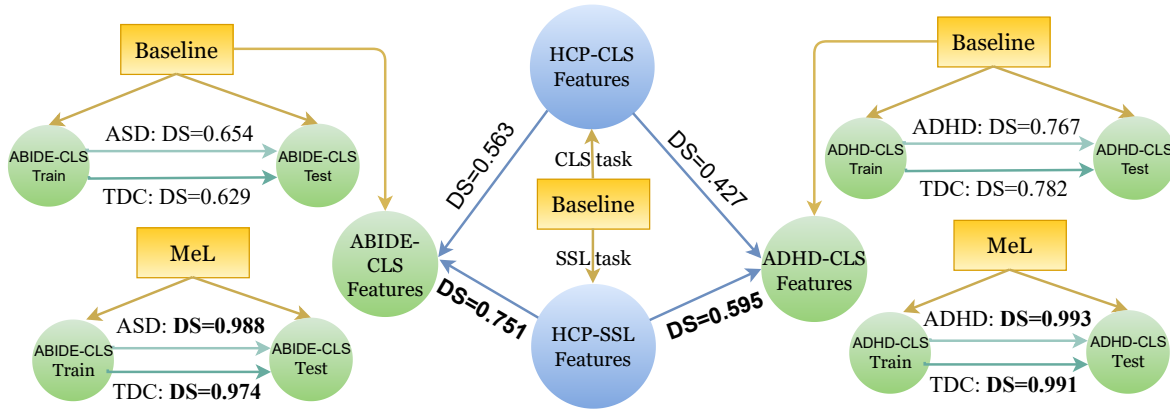 Baseline
ABIDE-CLS
Train
ASD: DS=0.654
TDC: DS=0.629
ABIDE-CLS
Test
MeL
ABIDE-CLS
Train
ASD: DS=0.988
TDC: DS=0.974
ABIDE-CLS
Test
HCP-CLS
Features
DS=0.563
DS=0.427
CLS task
Baseline
SSL task
ABIDE-
CLS
Features
ADHD-CLS
Features
DS=0.751
DS=0.595
HCP-SSL
Features
Baseline
ADHD-CLS
Train
ADHD: DS=0.767
TDC: DS=0.782
ADHD-CLS
Test
MeL
ADHD-CLS
Train
ADHD: DS=0.993
TDC: DS=0.991
ADHD-CLS
Test